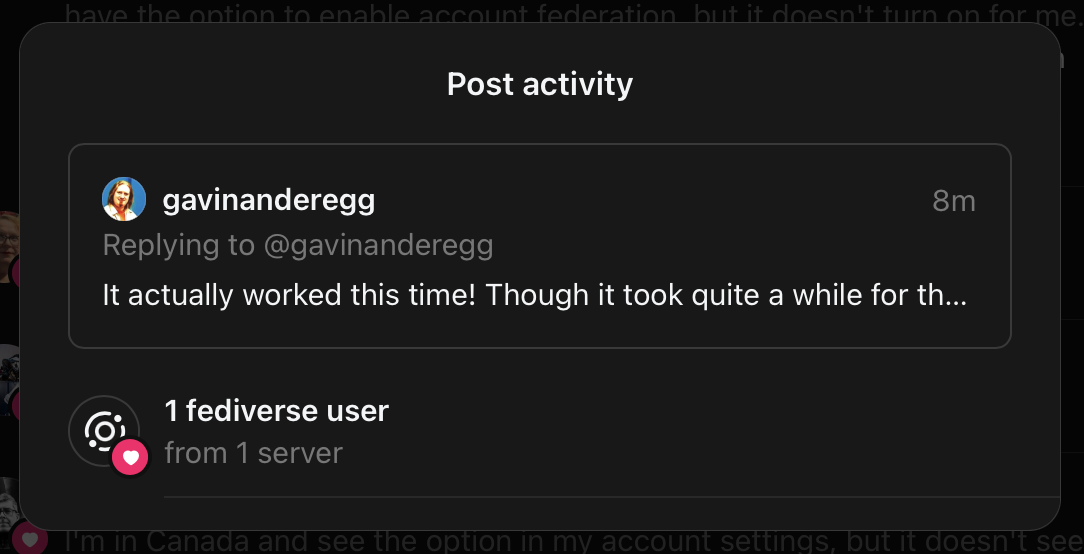 have the option to enable account federation, but it doesn't turn on for me.
Post activity
gavinanderegg
8m
Replying to @gavinanderegg
It actually worked this time! Though it took quite a while for th...
1 fediverse user
from 1 server
I'm in Canada and see the option in my account settings, but it doesn't see